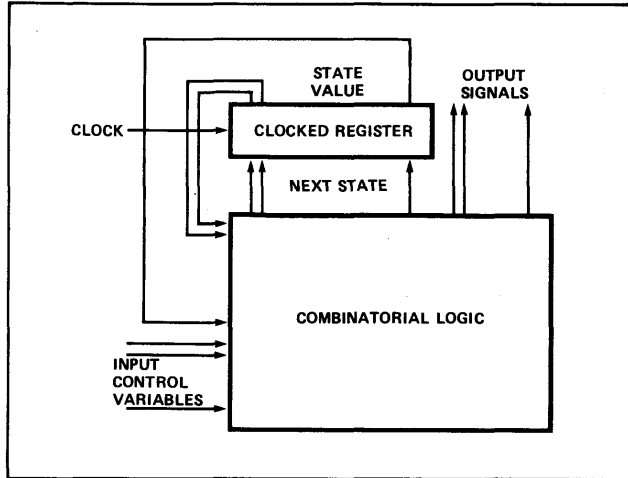 STATE
VALUE
OUTPUT
SIGNALS
CLOCK
CLOCKED REGISTER
NEXT STATE
COMBINATORIAL LOGIC
INPUT
CONTROL
VARIABLES